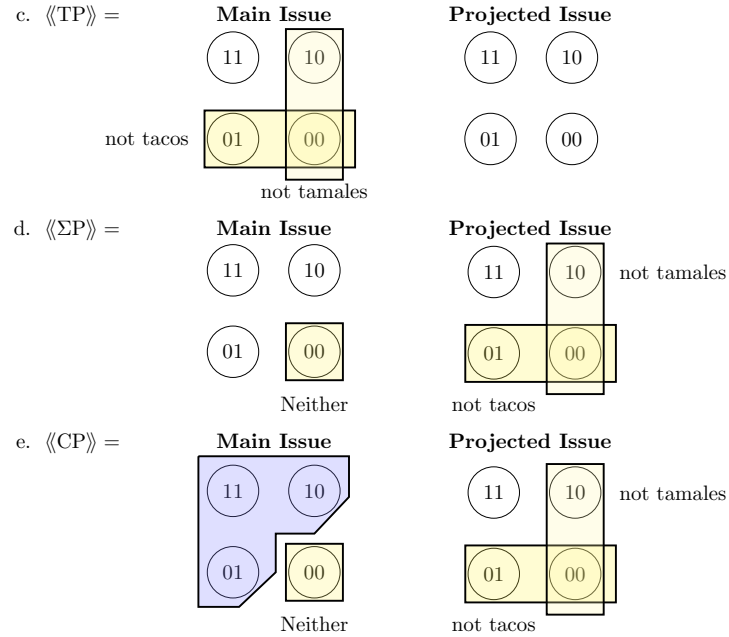 c. ⟪TP⟫ = Main Issue Projected Issue
11 10 11 10
not tacos 01 00 01 00
not tamales
d. ⟪ΣP⟫ = Main Issue Projected Issue
11 10 11 10 not tamales
01 00 01 00
Neither not tacos
e. ⟪CP⟫ = Main Issue Projected Issue
11 10 11 10 not tamales
01 00 01 00
Neither not tacos